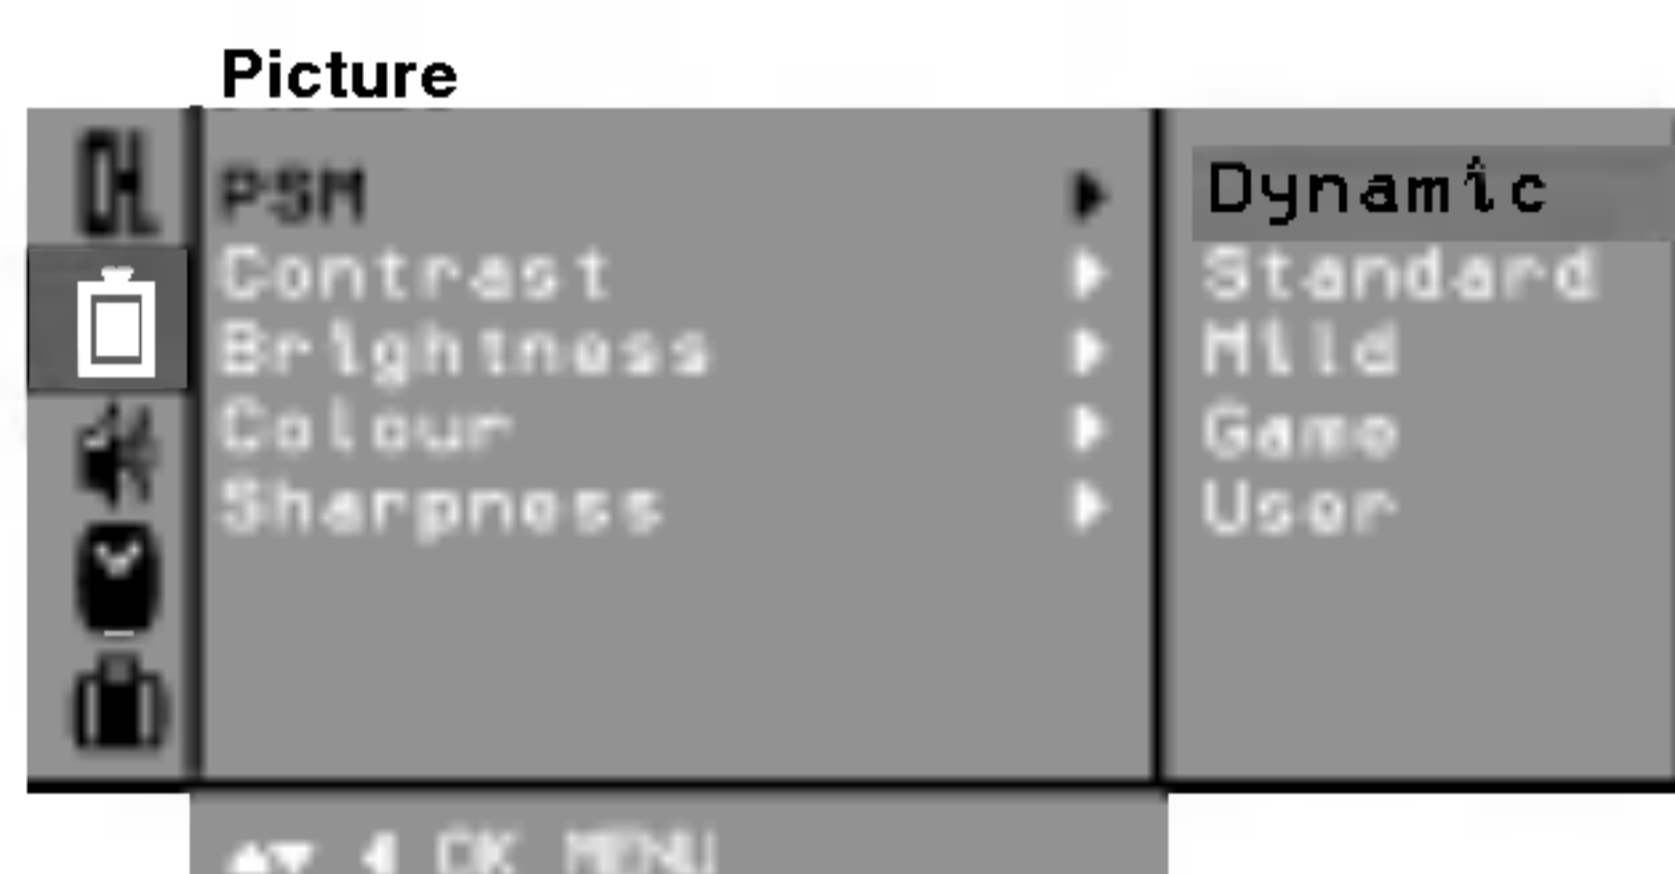 Picture
PSM ▶ Dynamic
Contrast ▶ Standard
Brightness ▶ Mild
Colour ▶ Game
Sharpness ▶ User
▲▼ ◀ OK MENU